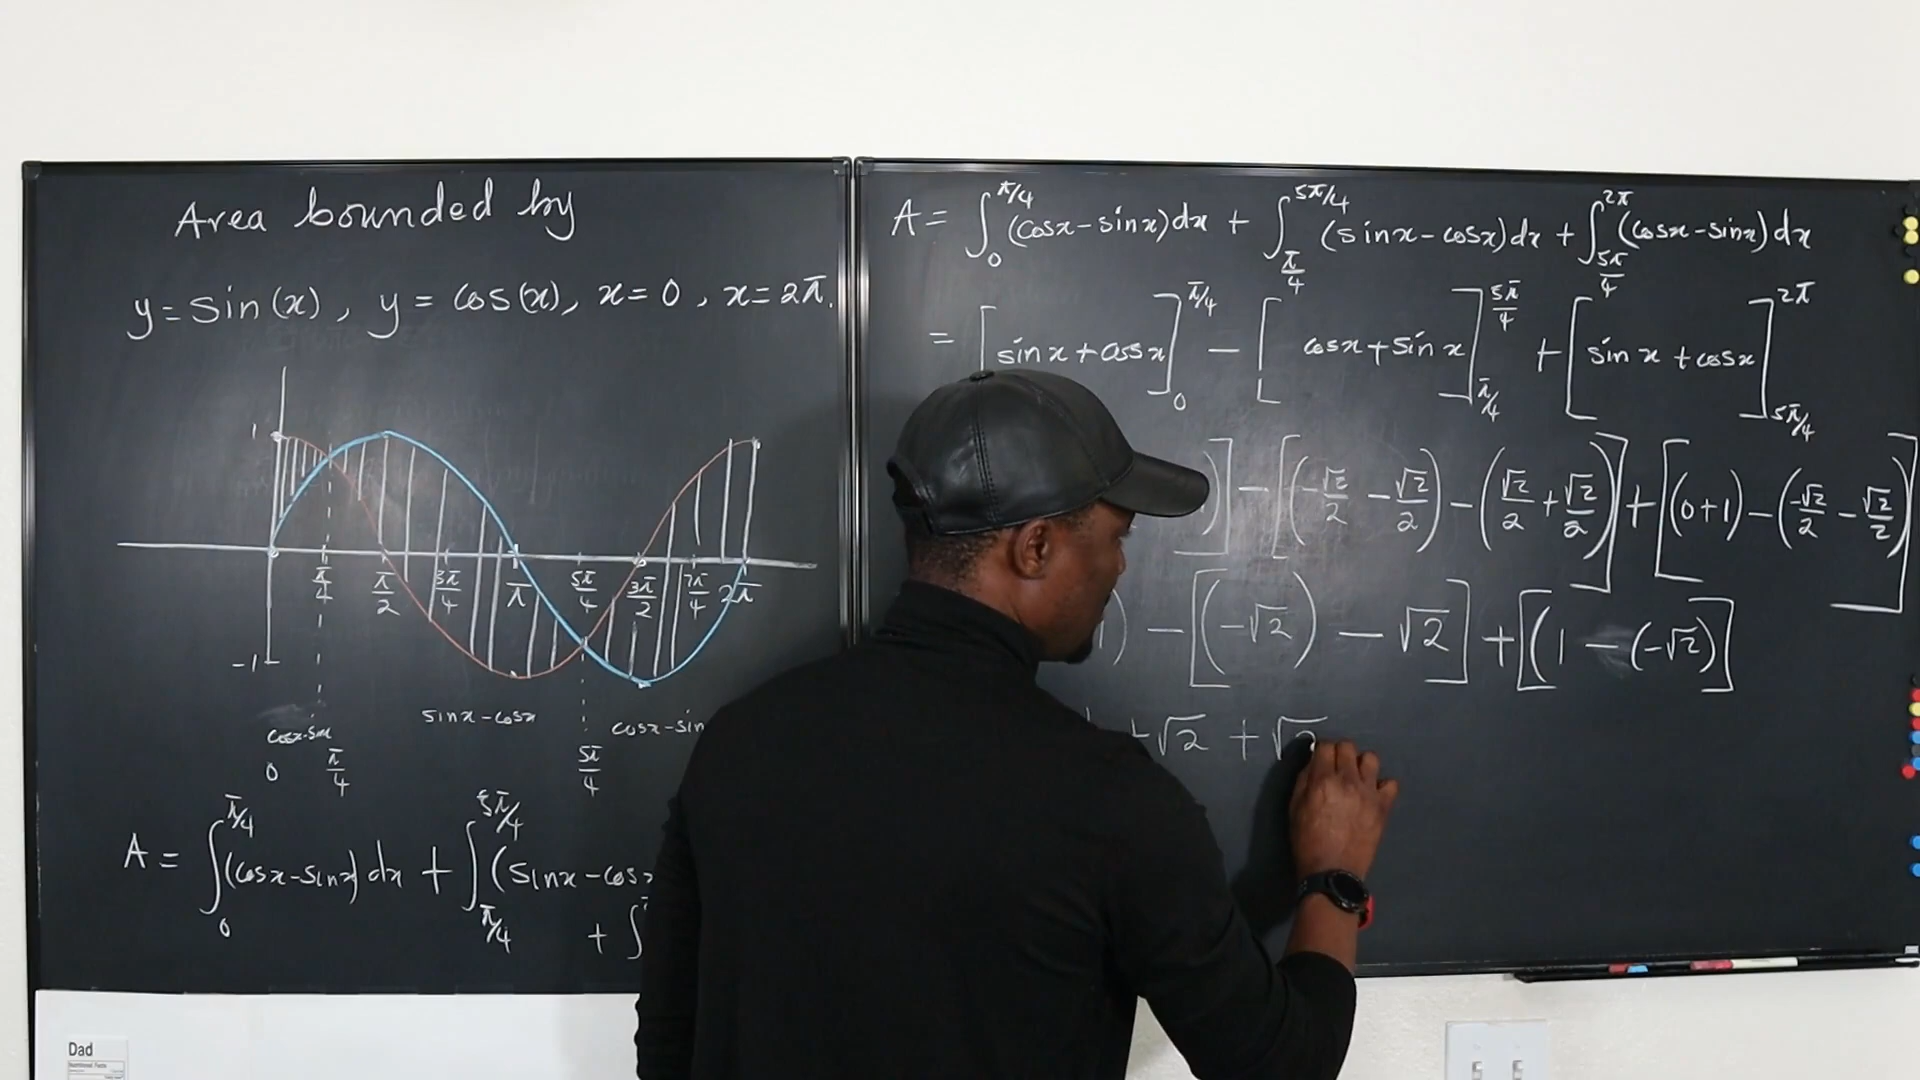 Area bounded by
y = sin(x), y = cos(x), x = 0, x = 2π.
1
π/4 π/2 3π/4 π 5π/4 3π/2 7π/4 2π
-1
cosx-sinx sinx-cosx cosx-sin
0 π/4 5π/4
A = ∫₀^{π/4} (cosx-sinx) dx + ∫_{π/4}^{5π/4} (sinx-cosx
+ ∫
A = ∫₀^{π/4} (cosx-sinx)dx + ∫_{π/4}^{5π/4} (sinx-cosx)dx + ∫_{5π/4}^{2π} (cosx-sinx)dx
= [sinx+cosx]₀^{π/4} - [cosx+sinx]_{π/4}^{5π/4} + [sinx+cosx]_{5π/4}^{2π}
)] - [(-√2/2 - √2/2) - (√2/2 + √2/2)] + [(0+1) - (-√2/2 - √2/2)]
) - [(-√2) - √2] + [(1 - (-√2)]
+√2 + √2
Dad